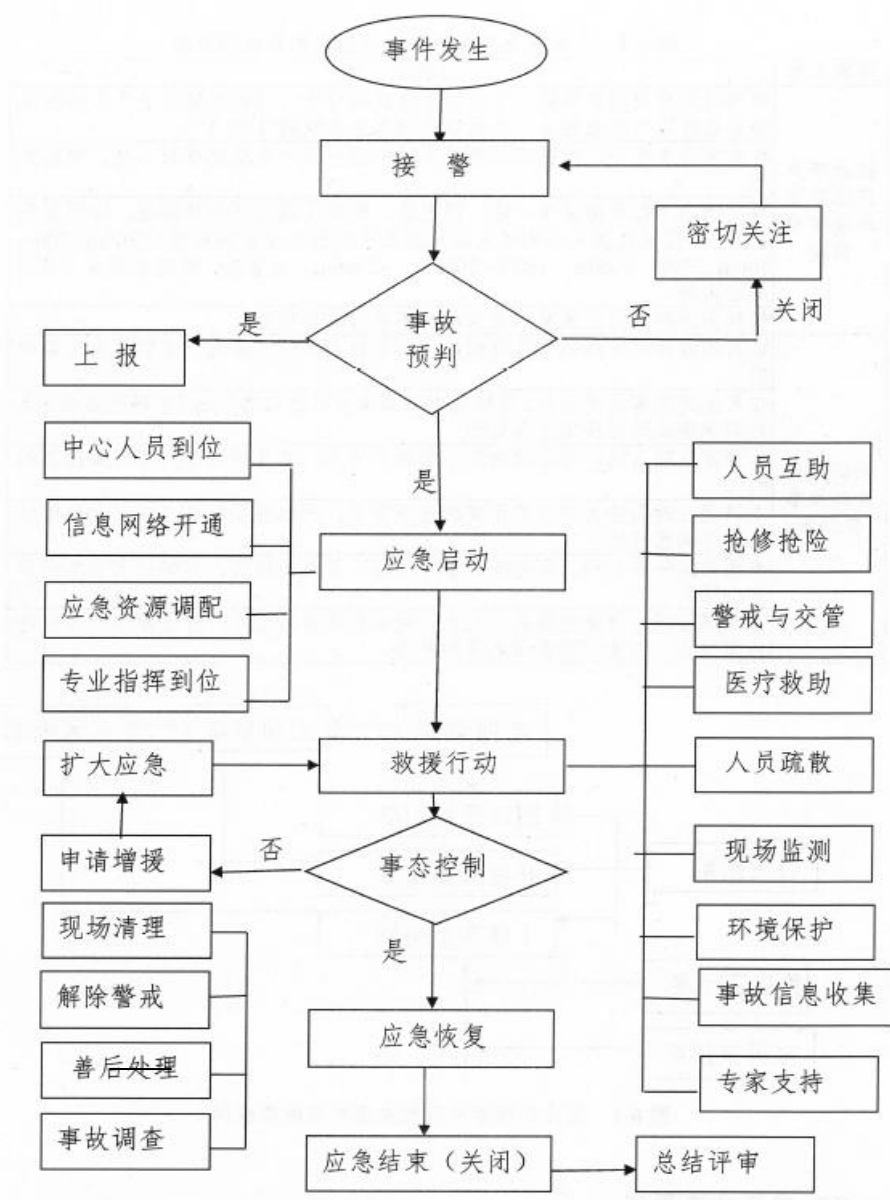 事件发生
接 警
密切关注
关闭
否
事故
预判
是
上 报
是
中心人员到位
信息网络开通
应急资源调配
专业指挥到位
应急启动
人员互助
抢修抢险
警戒与交管
医疗救助
人员疏散
现场监测
环境保护
事故信息收集
专家支持
扩大应急
救援行动
申请增援
否
事态控制
是
现场清理
解除警戒
善后处理
事故调查
应急恢复
应急结束（关闭）
总结评审